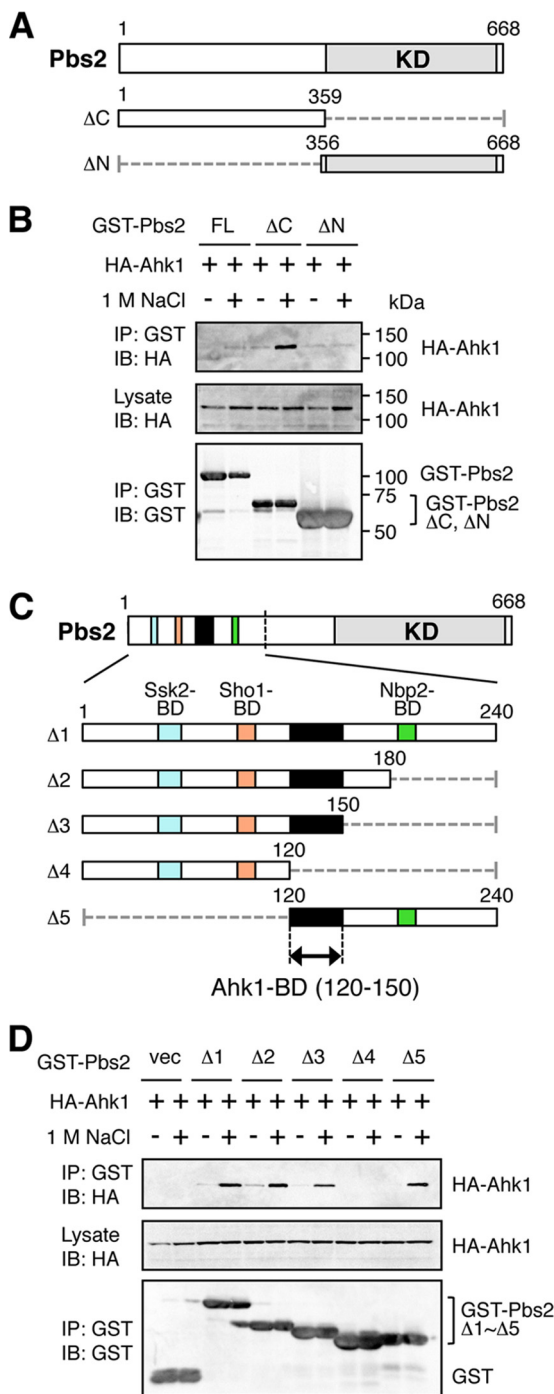 A
1 668
Pbs2 KD
1 359
ΔC
356 668
ΔN
B
GST-Pbs2 FL ΔC ΔN
HA-Ahk1 + + + + + +
1 M NaCl - + - + - + kDa
IP: GST
IB: HA
150
100
HA-Ahk1
Lysate
IB: HA
150
100
HA-Ahk1
IP: GST
IB: GST
100
75
50
GST-Pbs2
GST-Pbs2
ΔC, ΔN
C
1 668
Pbs2 KD
Ssk2-BD
Sho1-BD
Nbp2-BD
1 240
Δ1
180
Δ2
150
Δ3
120
Δ4
120 240
Δ5
Ahk1-BD (120-150)
D
GST-Pbs2 vec Δ1 Δ2 Δ3 Δ4 Δ5
HA-Ahk1 + + + + + + + + + + + +
1 M NaCl - + - + - + - + - + - +
IP: GST
IB: HA
HA-Ahk1
Lysate
IB: HA
HA-Ahk1
IP: GST
IB: GST
GST-Pbs2
Δ1~Δ5
GST